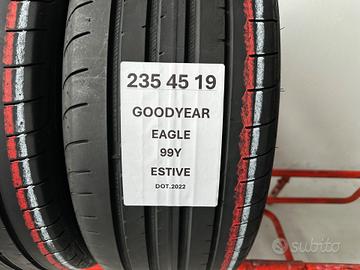 235 45 19
GOODYEAR
EAGLE
99Y
ESTIVE
DOT.2022
subito